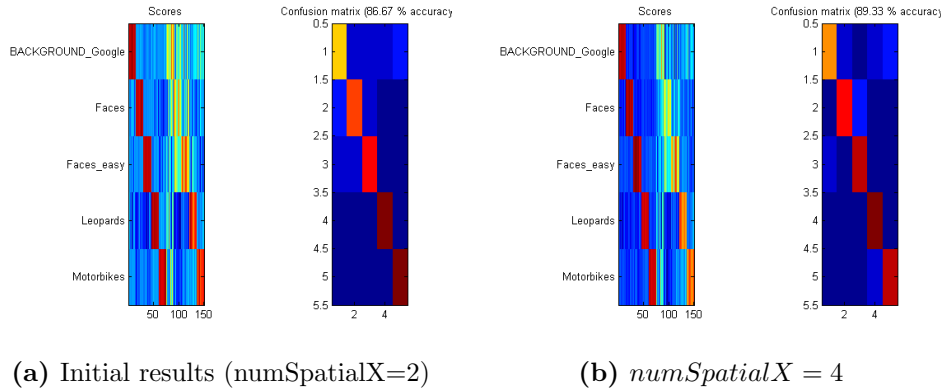 Scores
Confusion matrix (86.67 % accuracy
BACKGROUND_Google
Faces
Faces_easy
Leopards
Motorbikes
50 100 150
0.5
1
1.5
2
2.5
3
3.5
4
4.5
5
5.5
2 4
Scores
Confusion matrix (89.33 % accuracy
BACKGROUND_Google
Faces
Faces_easy
Leopards
Motorbikes
50 100 150
0.5
1
1.5
2
2.5
3
3.5
4
4.5
5
5.5
2 4
(a) Initial results (numSpatialX=2)
(b) numSpatialX = 4